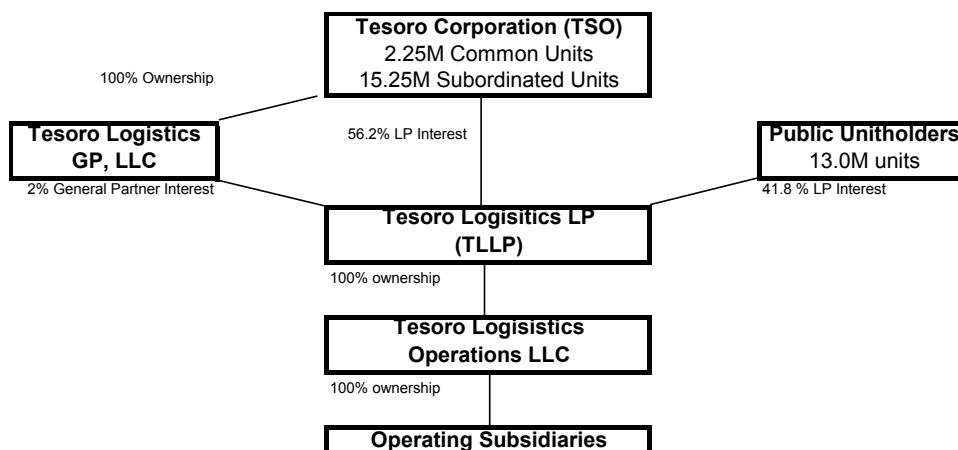 Tesoro Corporation (TSO)
2.25M Common Units
15.25M Subordinated Units
100% Ownership
56.2% LP Interest
Tesoro Logistics
GP, LLC
2% General Partner Interest
Public Unitholders
13.0M units
41.8 % LP Interest
Tesoro Logisitics LP
(TLLP)
100% ownership
Tesoro Logisistics
Operations LLC
100% ownership
Operating Subsidiaries